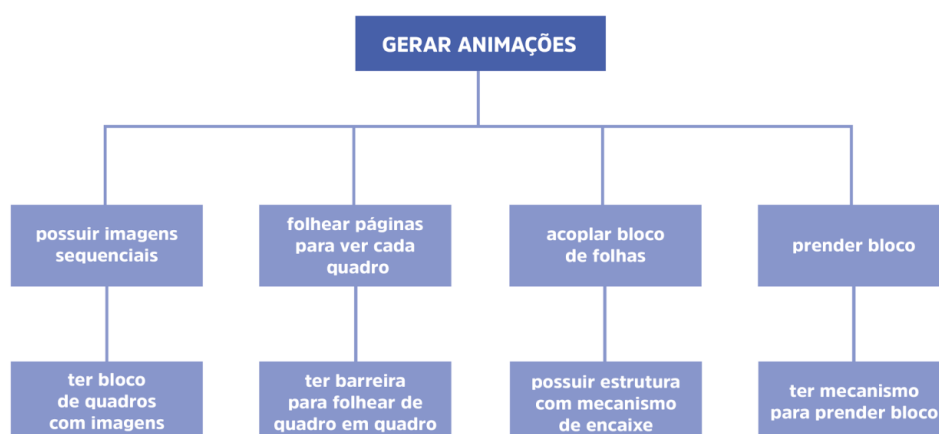 GERAR ANIMAÇÕES
possuir imagens
sequenciais
folhear páginas
para ver cada
quadro
acoplar bloco
de folhas
prender bloco
ter bloco
de quadros
com imagens
ter barreira
para folhear de
quadro em quadro
possuir estrutura
com mecanismo
de encaixe
ter mecanismo
para prender bloco